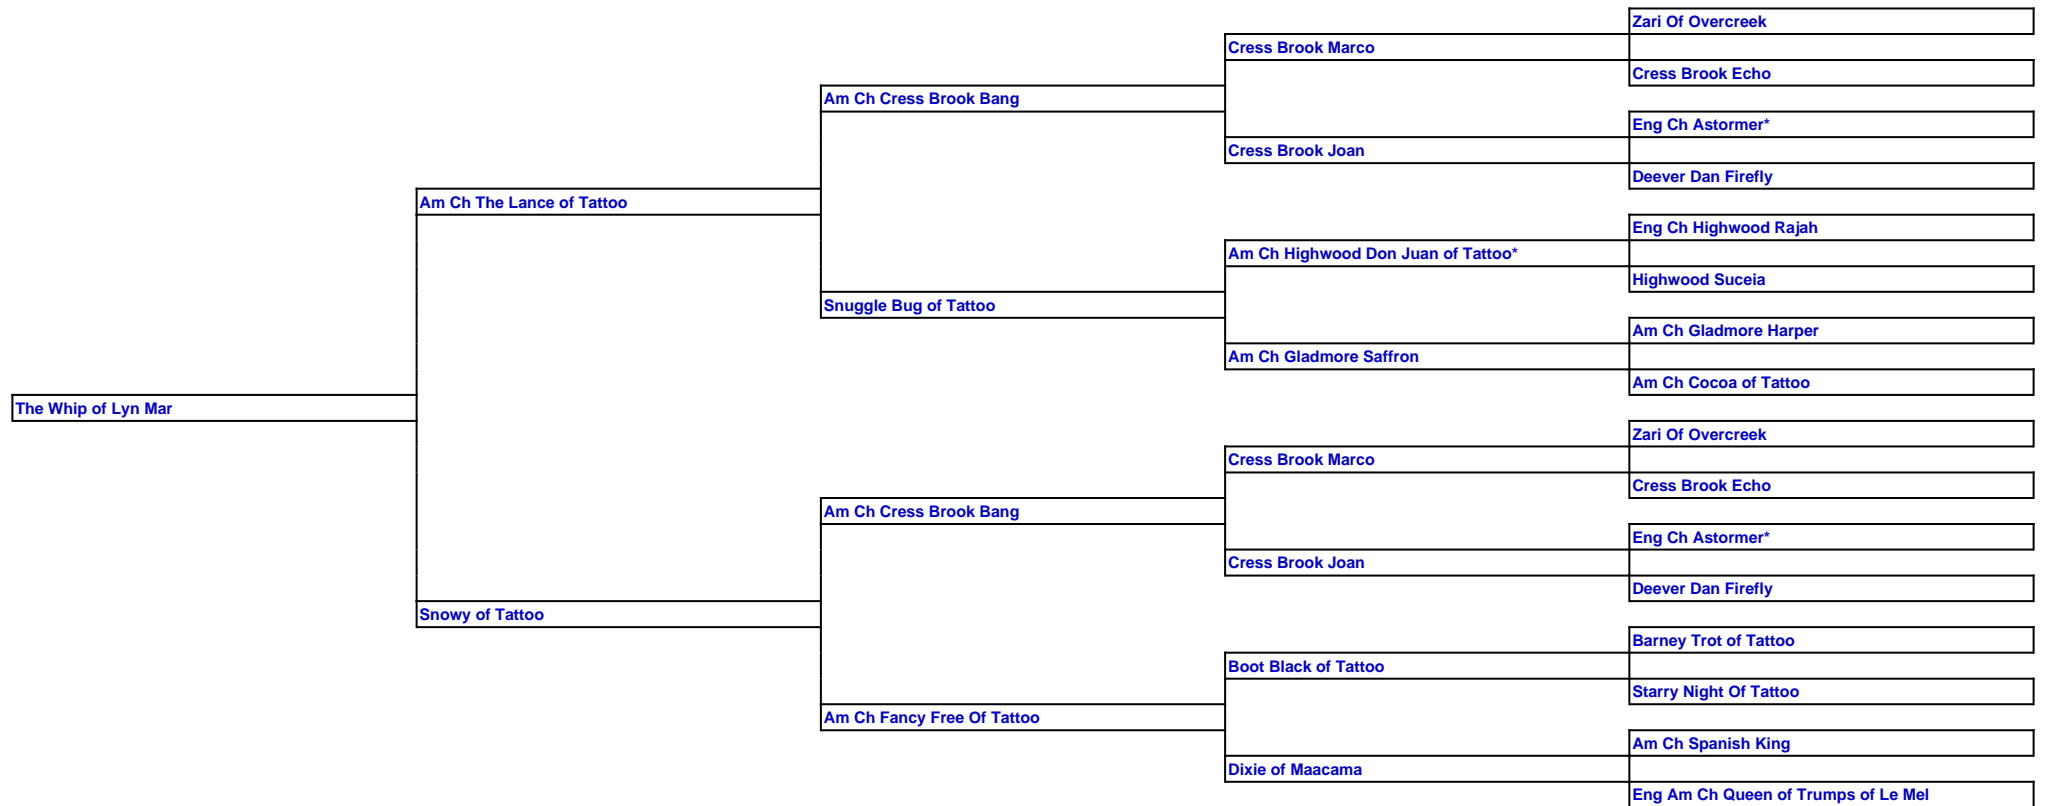 Zari Of Overcreek
Cress Brook Marco
Cress Brook Echo
Am Ch Cress Brook Bang
Eng Ch Astormer*
Cress Brook Joan
Deever Dan Firefly
Am Ch The Lance of Tattoo
Eng Ch Highwood Rajah
Am Ch Highwood Don Juan of Tattoo*
Highwood Suceia
Snuggle Bug of Tattoo
Am Ch Gladmore Harper
Am Ch Gladmore Saffron
Am Ch Cocoa of Tattoo
The Whip of Lyn Mar
Zari Of Overcreek
Cress Brook Marco
Cress Brook Echo
Am Ch Cress Brook Bang
Eng Ch Astormer*
Cress Brook Joan
Deever Dan Firefly
Snowy of Tattoo
Barney Trot of Tattoo
Boot Black of Tattoo
Starry Night Of Tattoo
Am Ch Fancy Free Of Tattoo
Am Ch Spanish King
Dixie of Maacama
Eng Am Ch Queen of Trumps of Le Mel